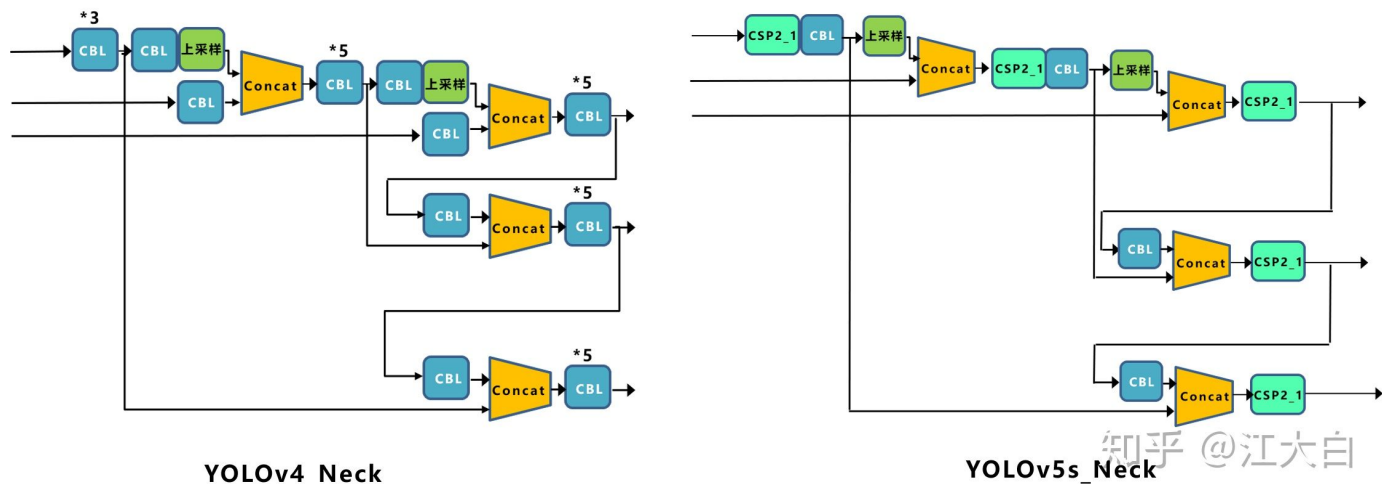 *3
CBL
CBL
上采样
CBL
Concat
*5
CBL
CBL
上采样
CBL
Concat
*5
CBL
CBL
Concat
*5
CBL
CBL
Concat
*5
CBL
YOLOv4 Neck
CSP2_1
CBL
上采样
Concat
CSP2_1
CBL
上采样
Concat
CSP2_1
CBL
Concat
CSP2_1
CBL
Concat
CSP2_1
YOLOv5s_Neck
知乎 @江大白